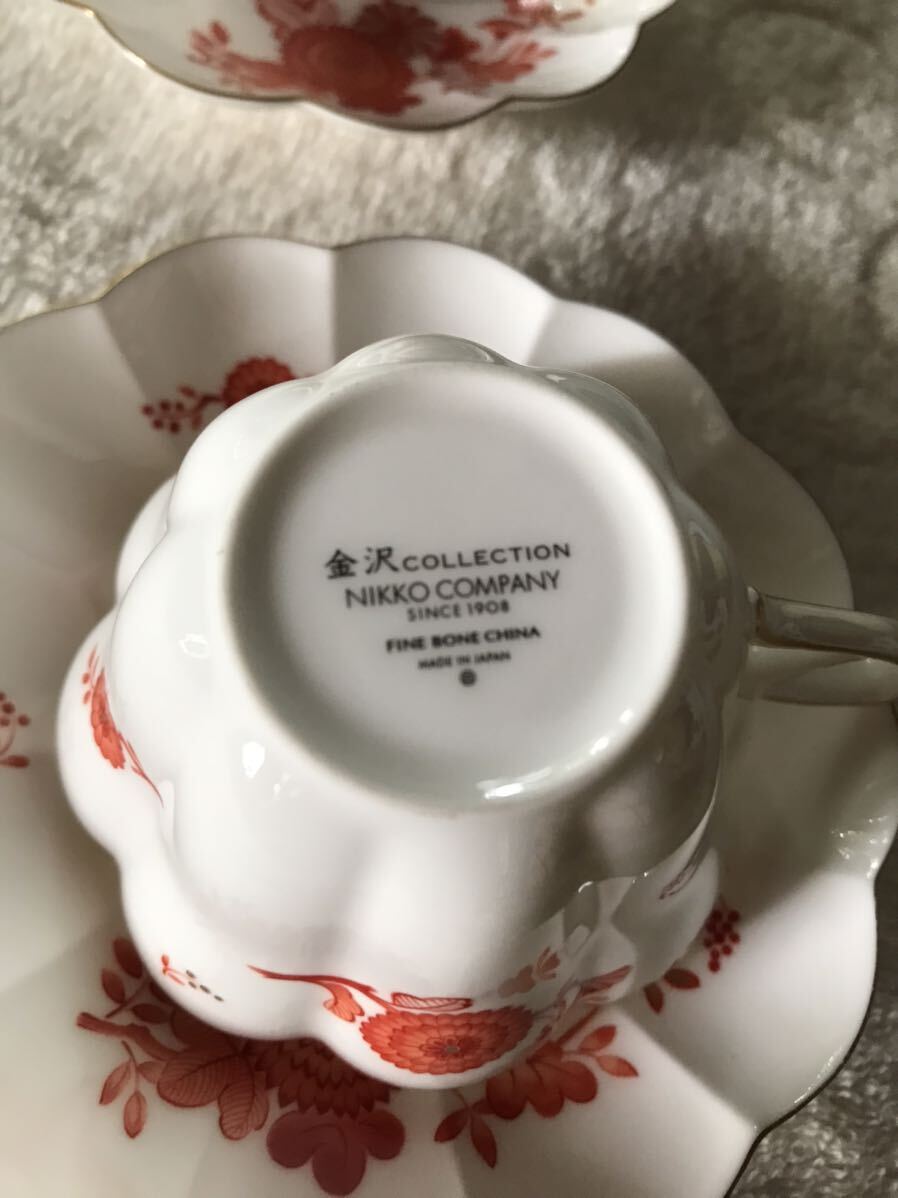 金沢COLLECTION
NIKKO COMPANY
SINCE 1908
FINE BONE CHINA
MADE IN JAPAN